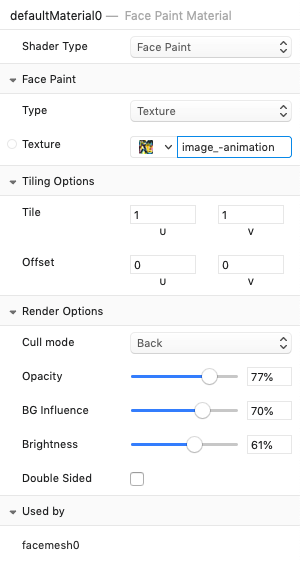 defaultMaterial0 — Face Paint Material
Shader Type Face Paint
Face Paint
Type Texture
Texture image_-animation
Tiling Options
Tile 1 1
U V
Offset 0 0
U V
Render Options
Cull mode Back
Opacity 77%
BG Influence 70%
Brightness 61%
Double Sided
Used by
facemesh0